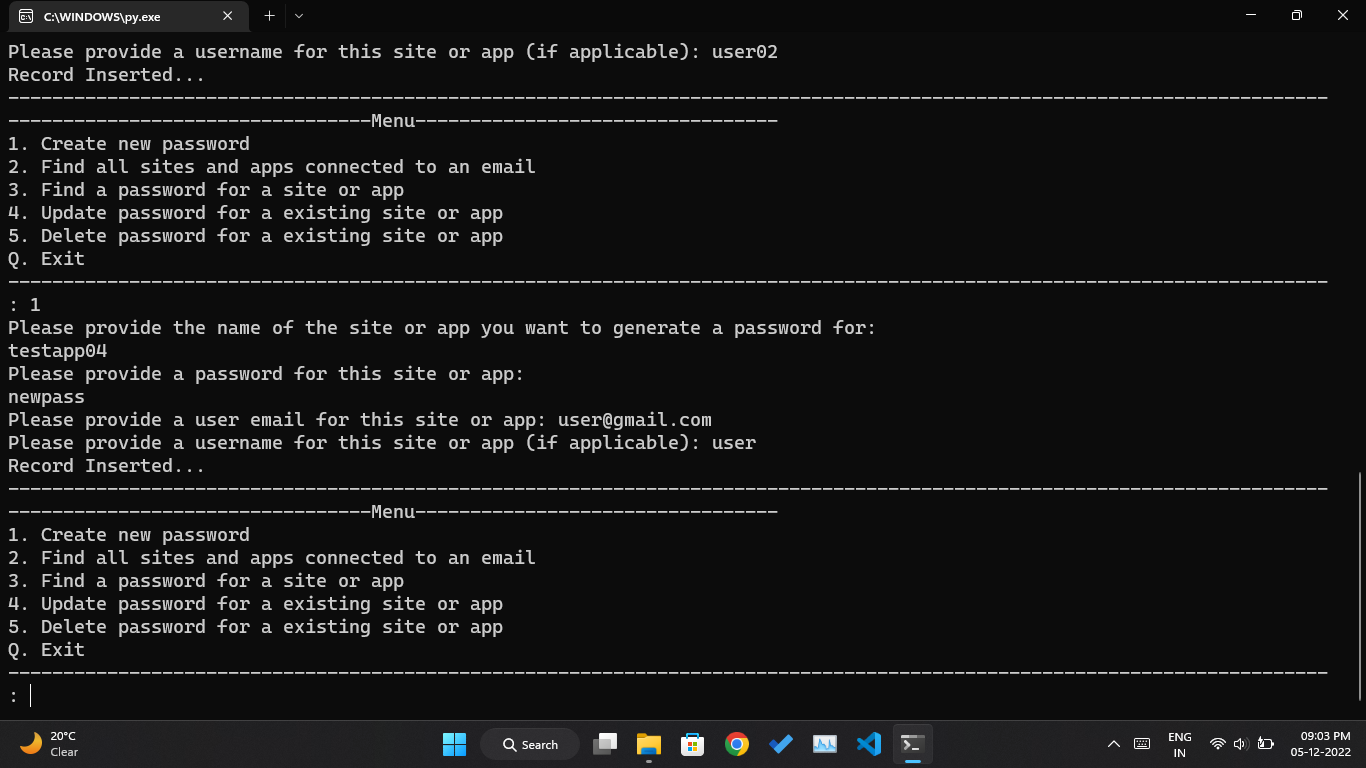 C:\WINDOWS\py.exe
Please provide a username for this site or app (if applicable): user02
Record Inserted...
------------------------------------------------------------------------------------------------------------------------
---------------------------------Menu---------------------------------
1. Create new password
2. Find all sites and apps connected to an email
3. Find a password for a site or app
4. Update password for a existing site or app
5. Delete password for a existing site or app
Q. Exit
------------------------------------------------------------------------------------------------------------------------
: 1
Please provide the name of the site or app you want to generate a password for:
testapp04
Please provide a password for this site or app:
newpass
Please provide a user email for this site or app: user@gmail.com
Please provide a username for this site or app (if applicable): user
Record Inserted...
------------------------------------------------------------------------------------------------------------------------
---------------------------------Menu---------------------------------
1. Create new password
2. Find all sites and apps connected to an email
3. Find a password for a site or app
4. Update password for a existing site or app
5. Delete password for a existing site or app
Q. Exit
------------------------------------------------------------------------------------------------------------------------
:
20°C
Clear
Search
ENG
IN
09:03 PM
05-12-2022